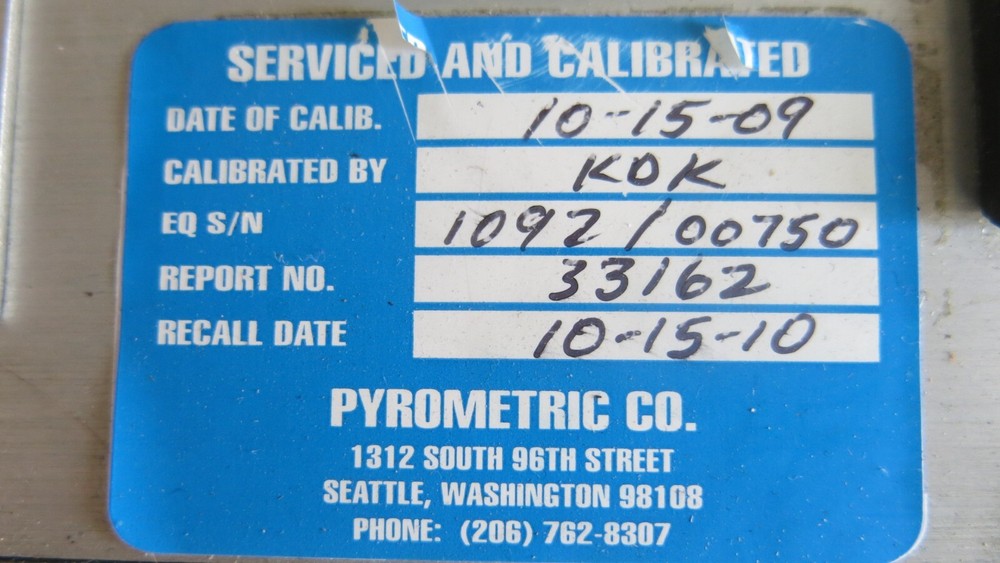 SERVICED AND CALIBRATED
DATE OF CALIB. 10-15-09
CALIBRATED BY KDK
EQ S/N 1092/00750
REPORT NO. 33162
RECALL DATE 10-15-10
PYROMETRIC CO.
1312 SOUTH 96TH STREET
SEATTLE, WASHINGTON 98108
PHONE: (206) 762-8307